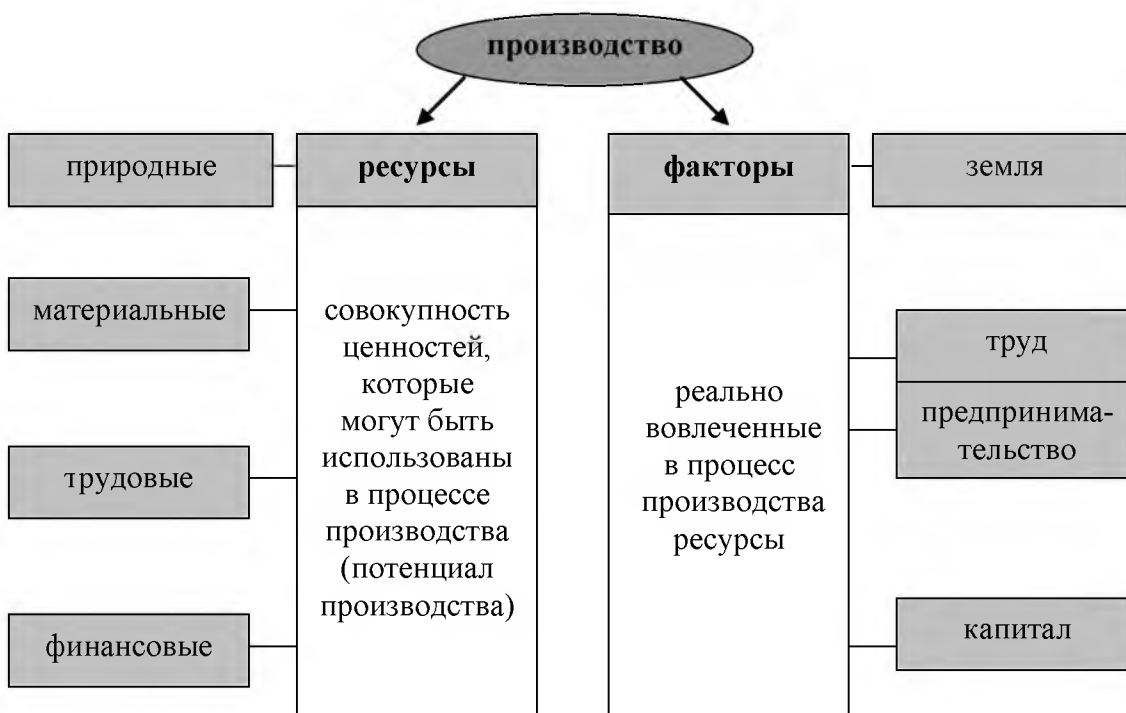 производство
ресурсы
природные
материальные
трудовые
финансовые
совокупность
ценностей,
которые
могут быть
использованы
в процессе
производства
(потенциал
производства)
факторы
реально
вовлеченные
в процесс
производства
ресурсы
земля
труд
предпринима-
тельство
капитал